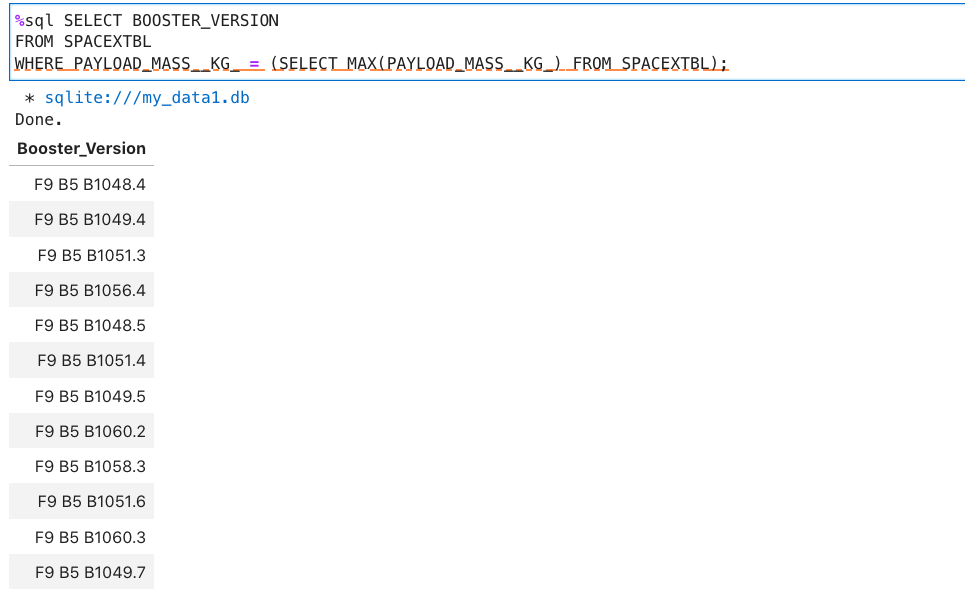 %sql SELECT BOOSTER_VERSION
FROM SPACEXTBL
WHERE PAYLOAD_MASS__KG_ = (SELECT MAX(PAYLOAD_MASS__KG_) FROM SPACEXTBL);
* sqlite:///my_data1.db
Done.
Booster_Version
F9 B5 B1048.4
F9 B5 B1049.4
F9 B5 B1051.3
F9 B5 B1056.4
F9 B5 B1048.5
F9 B5 B1051.4
F9 B5 B1049.5
F9 B5 B1060.2
F9 B5 B1058.3
F9 B5 B1051.6
F9 B5 B1060.3
F9 B5 B1049.7